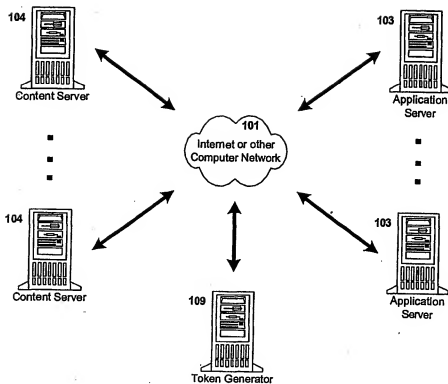 104
Content Server
103
Application
Server
101
Internet or other
Computer Network
104
Content Server
103
Application
Server
109
Token Generator